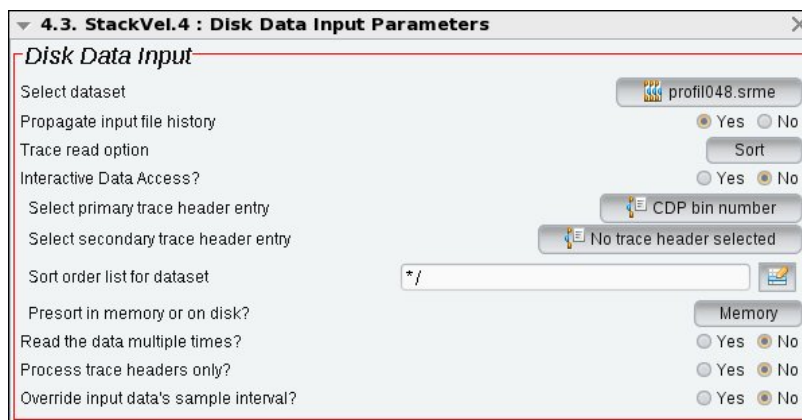 4.3. StackVel.4 : Disk Data Input Parameters
Disk Data Input
Select dataset profil048.srme
Propagate input file history Yes No
Trace read option Sort
Interactive Data Access? Yes No
Select primary trace header entry CDP bin number
Select secondary trace header entry No trace header selected
Sort order list for dataset */
Presort in memory or on disk? Memory
Read the data multiple times? Yes No
Process trace headers only? Yes No
Override input data's sample interval? Yes No